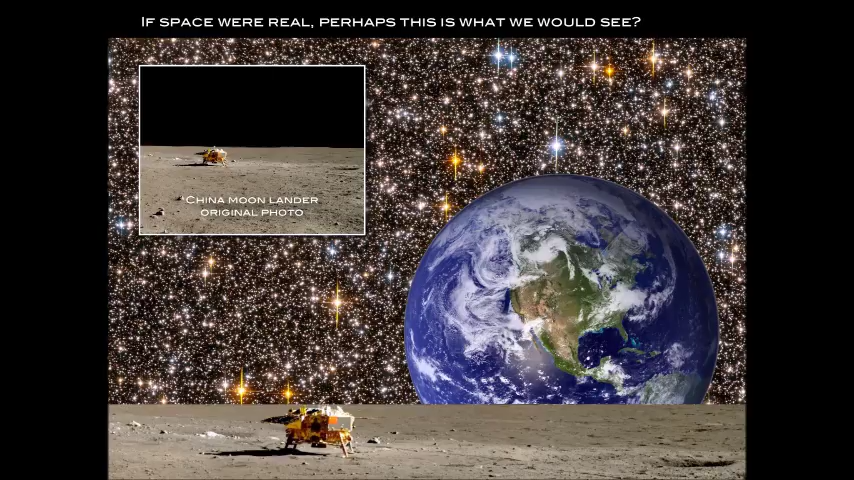 If space were real, perhaps this is what we would see?
*China moon lander
original photo